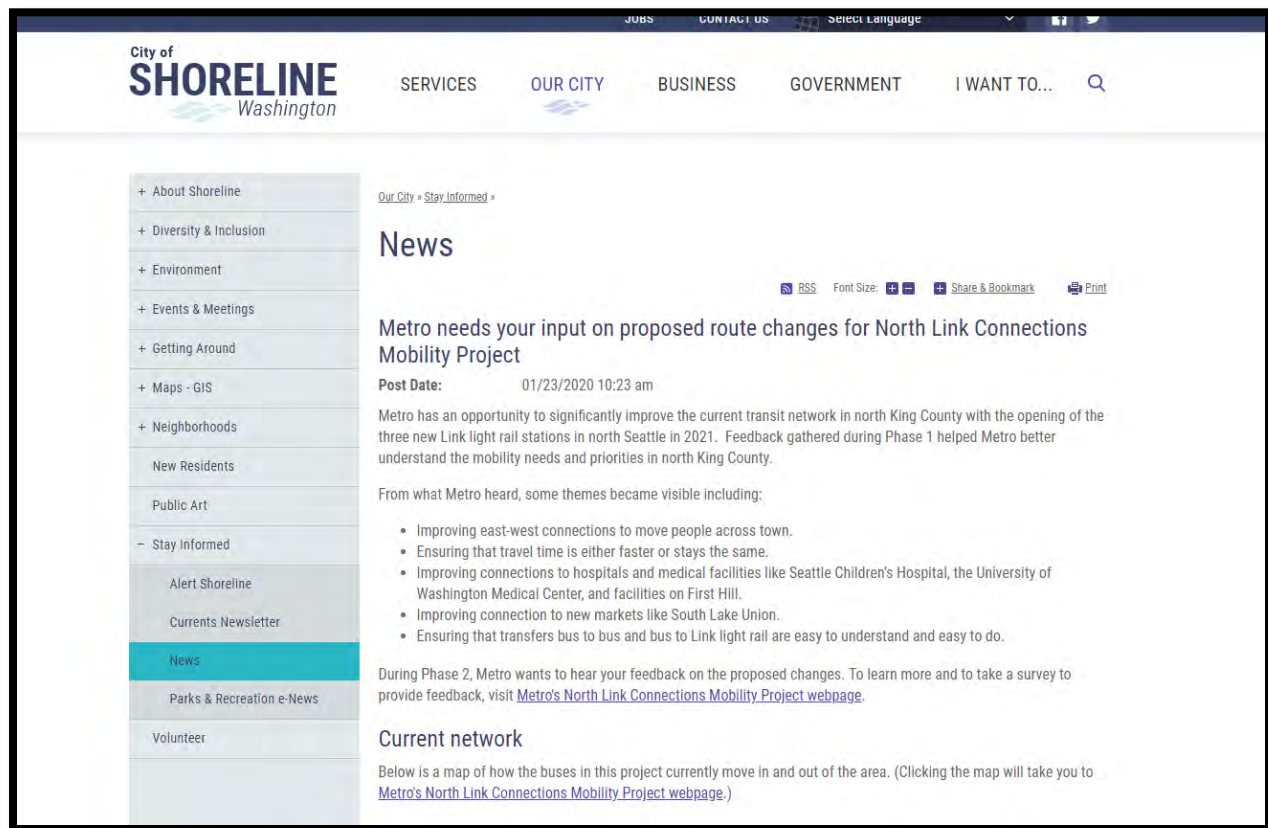 JOBS CONTACT US Select Language
City of
SHORELINE
Washington
SERVICES OUR CITY BUSINESS GOVERNMENT I WANT TO...
+ About Shoreline
+ Diversity & Inclusion
+ Environment
+ Events & Meetings
+ Getting Around
+ Maps - GIS
+ Neighborhoods
New Residents
Public Art
− Stay Informed
Alert Shoreline
Currents Newsletter
News
Parks & Recreation e-News
Volunteer
Our City » Stay Informed »
News
RSS Font Size: + − + Share & Bookmark Print
Metro needs your input on proposed route changes for North Link Connections
Mobility Project
Post Date: 01/23/2020 10:23 am
Metro has an opportunity to significantly improve the current transit network in north King County with the opening of the
three new Link light rail stations in north Seattle in 2021. Feedback gathered during Phase 1 helped Metro better
understand the mobility needs and priorities in north King County.
From what Metro heard, some themes became visible including:
• Improving east-west connections to move people across town.
• Ensuring that travel time is either faster or stays the same.
• Improving connections to hospitals and medical facilities like Seattle Children's Hospital, the University of
Washington Medical Center, and facilities on First Hill.
• Improving connection to new markets like South Lake Union.
• Ensuring that transfers bus to bus and bus to Link light rail are easy to understand and easy to do.
During Phase 2, Metro wants to hear your feedback on the proposed changes. To learn more and to take a survey to
provide feedback, visit Metro's North Link Connections Mobility Project webpage.
Current network
Below is a map of how the buses in this project currently move in and out of the area. (Clicking the map will take you to
Metro's North Link Connections Mobility Project webpage.)